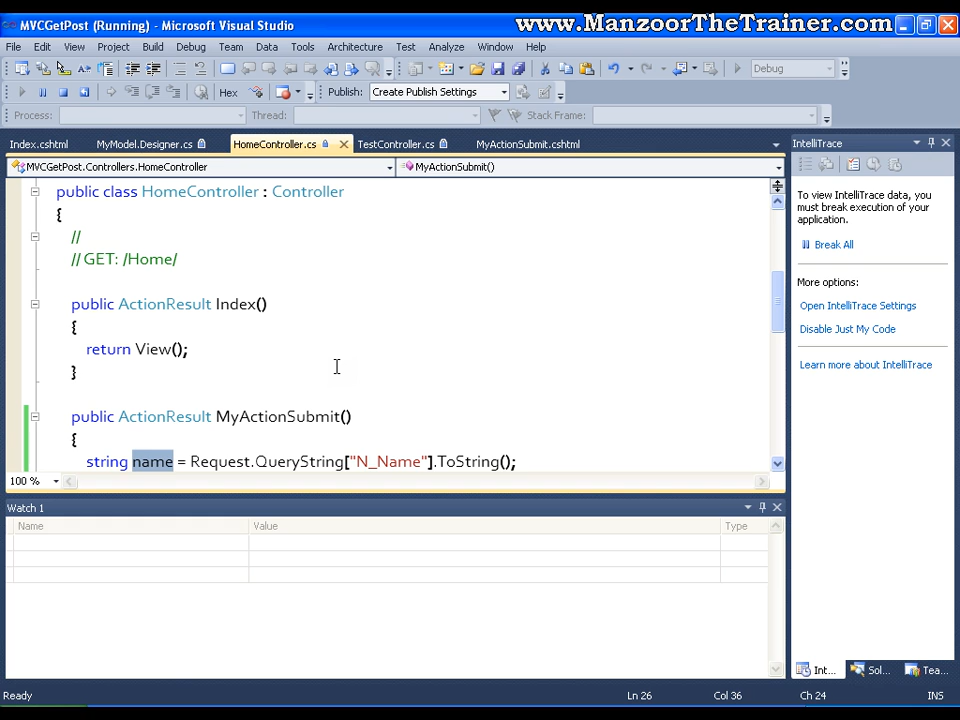 MVCGetPost (Running) - Microsoft Visual Studio
www.ManzoorTheTrainer.com
File Edit View Project Build Debug Team Data Tools Architecture Test Analyze Window Help
Debug
Hex Publish: Create Publish Settings
Process: Thread: Stack Frame:
Index.cshtml MyModel.Designer.cs HomeController.cs TestController.cs MyActionSubmit.cshtml
MVCGetPost.Controllers.HomeController MyActionSubmit()
public class HomeController : Controller
{
//
// GET: /Home/
public ActionResult Index()
{
return View();
}
public ActionResult MyActionSubmit()
{
string name = Request.QueryString["N_Name"].ToString();
100 %
Watch 1
Name Value Type
IntelliTrace
To view IntelliTrace data, you
must break execution of your
application.
Break All
More options:
Open IntelliTrace Settings
Disable Just My Code
Learn more about IntelliTrace
Int... Sol... Tea...
Ready Ln 26 Col 36 Ch 24 INS